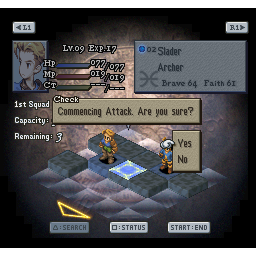 L1
R1
Lv.09 Exp.17
02 Slader
Hp 077/077
Archer
Mp 019/019
Brave 64 Faith 61
CT ---/---
1st Squad
Check
Commencing Attack. Are you sure?
Capacity:
Remaining: 3
Yes
No
△:SEARCH
□:STATUS
START:END